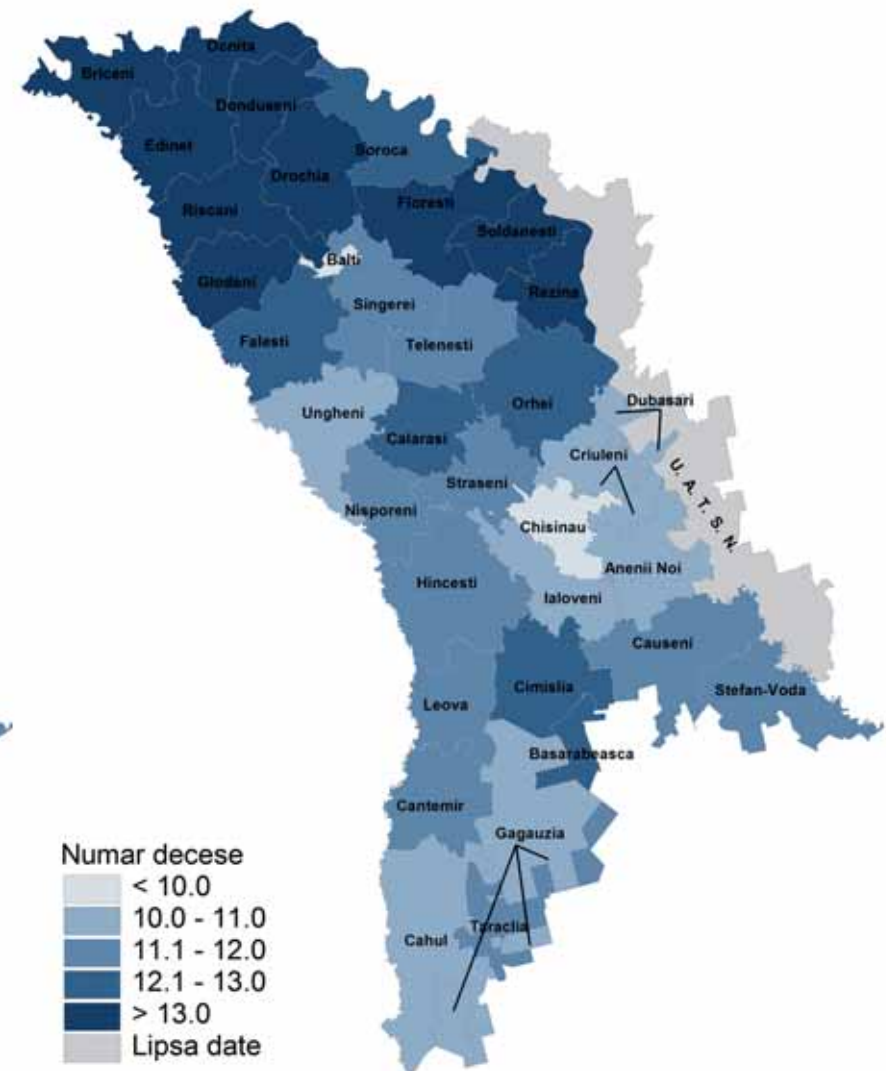 Ocnita
Briceni
Donduseni
Edinet
Soroca
Drochia
Floresti
Riscani
Soldanesti
Balti
Glodeni
Rezina
Singerei
Falesti
Telenesti
Dubasari
Orhei
Ungheni
Calarasi
Criuleni
U. A. T. S. N.
Straseni
Nisporeni
Chisinau
Anenii Noi
Hincesti
Ialoveni
Causeni
Cimislia
Stefan-Voda
Leova
Basarabeasca
Cantemir
Gagauzia
Taraclia
Cahul
Numar decese
< 10.0
10.0 - 11.0
11.1 - 12.0
12.1 - 13.0
> 13.0
Lipsa date